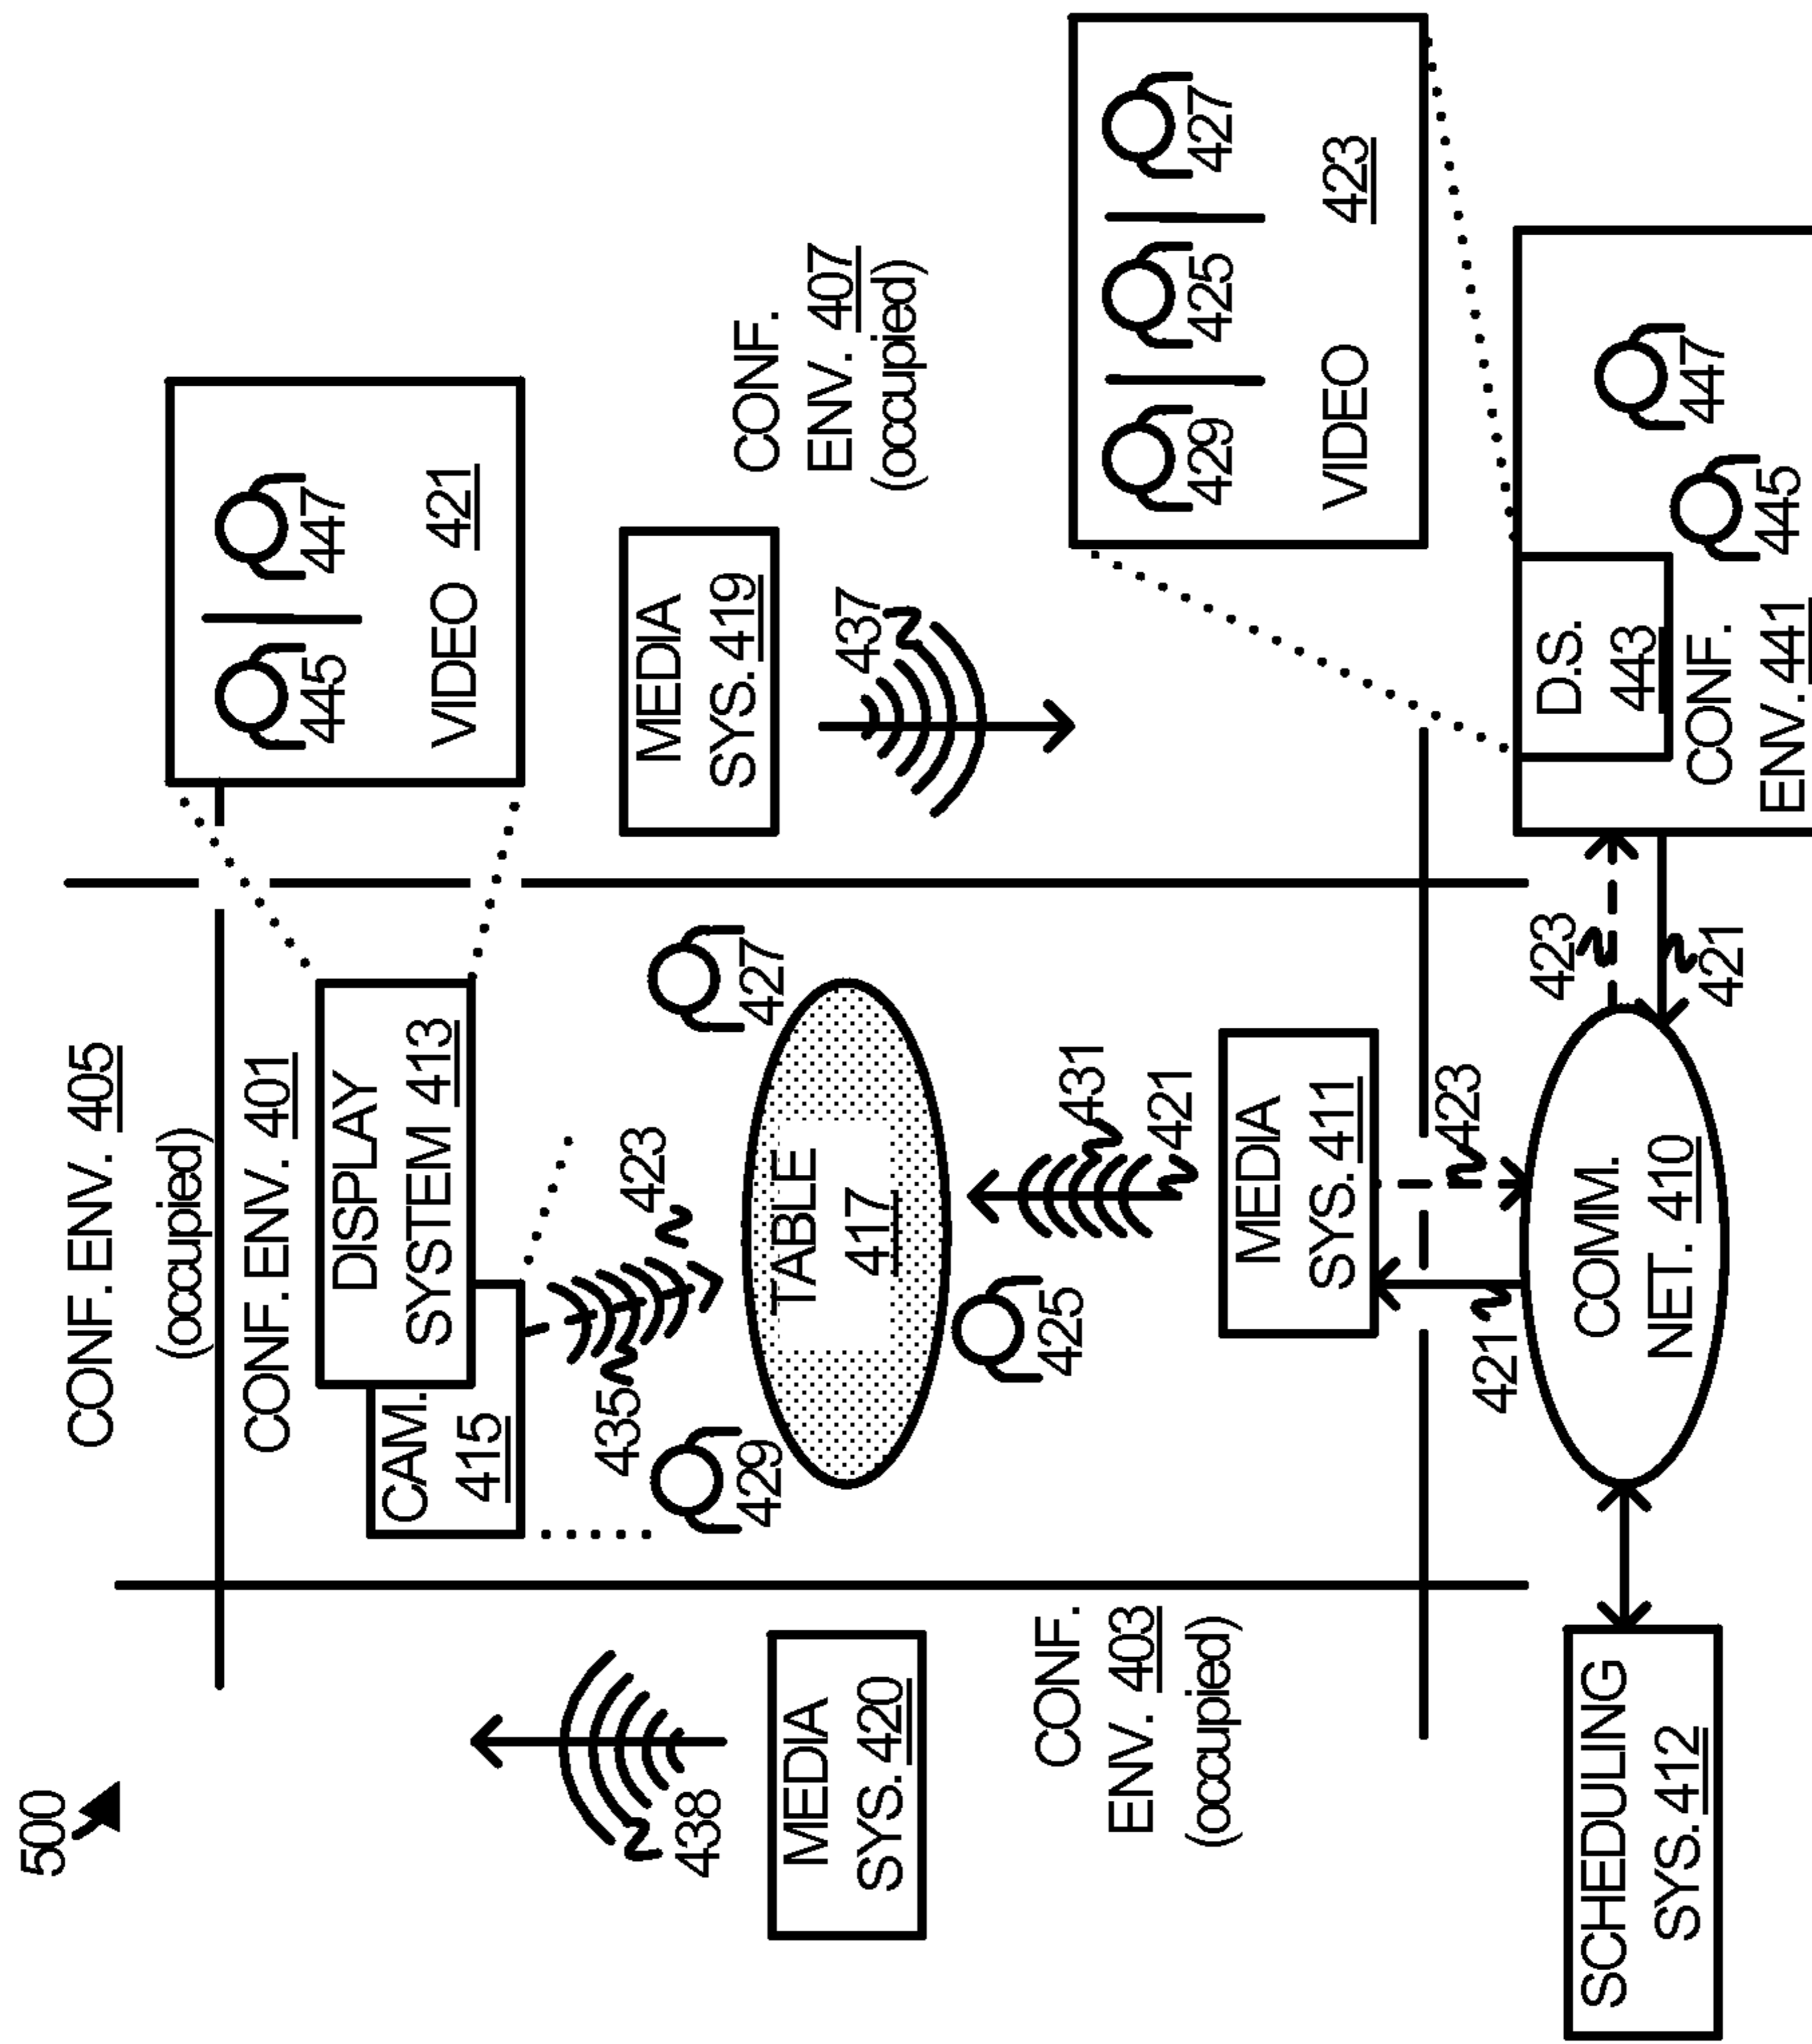 500
CONF. ENV. 405
(occupied)
CONF. ENV. 401
DISPLAY
SYSTEM 413
CAM.
415
445
447
VIDEO 421
435
423
429
427
TABLE
417
425
431
421
MEDIA
SYS. 411
MEDIA
SYS. 419
437
CONF.
ENV. 407
(occupied)
438
MEDIA
SYS. 420
CONF.
ENV. 403
(occupied)
429
425
427
VIDEO 423
421
423
SCHEDULING
SYS. 412
COMM.
NET. 410
423
421
D.S.
443
CONF.
ENV. 441
445
447